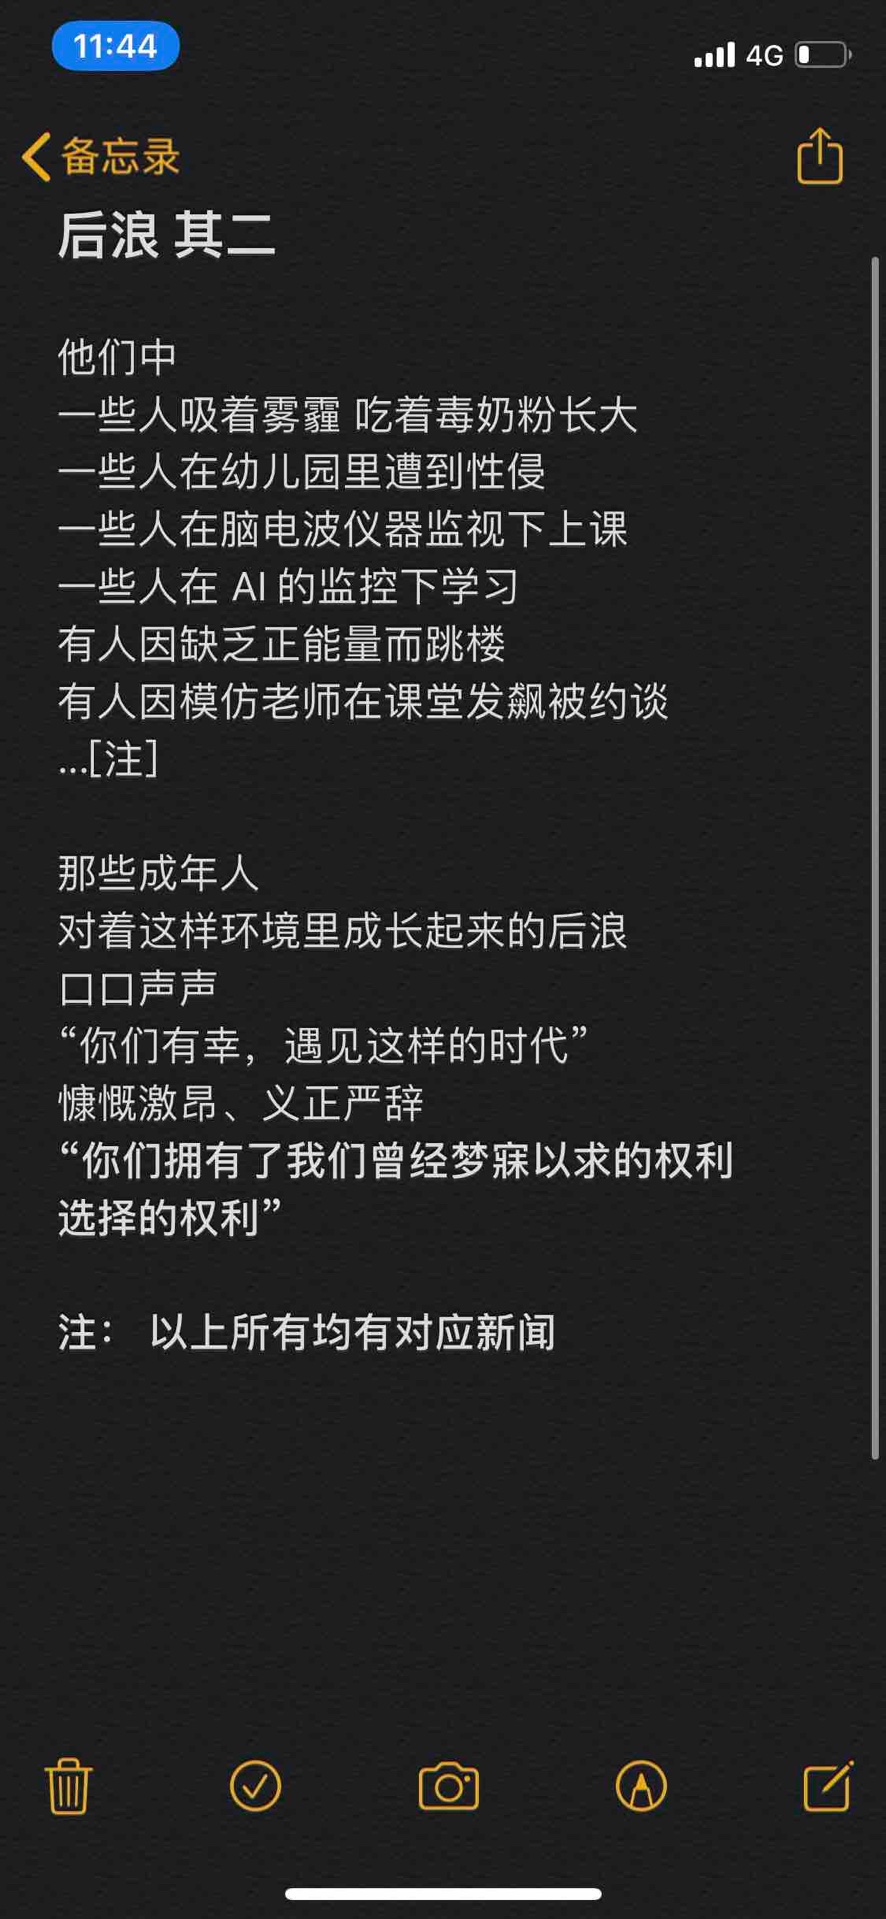 11:44
4G
备忘录
后浪 其二
他们中
一些人吸着雾霾 吃着毒奶粉长大
一些人在幼儿园里遭到性侵
一些人在脑电波仪器监视下上课
一些人在 AI 的监控下学习
有人因缺乏正能量而跳楼
有人因模仿老师在课堂发飙被约谈
...[注]
那些成年人
对着这样环境里成长起来的后浪
口口声声
“你们有幸，遇见这样的时代”
慷慨激昂、义正严辞
“你们拥有了我们曾经梦寐以求的权利
选择的权利”
注： 以上所有均有对应新闻